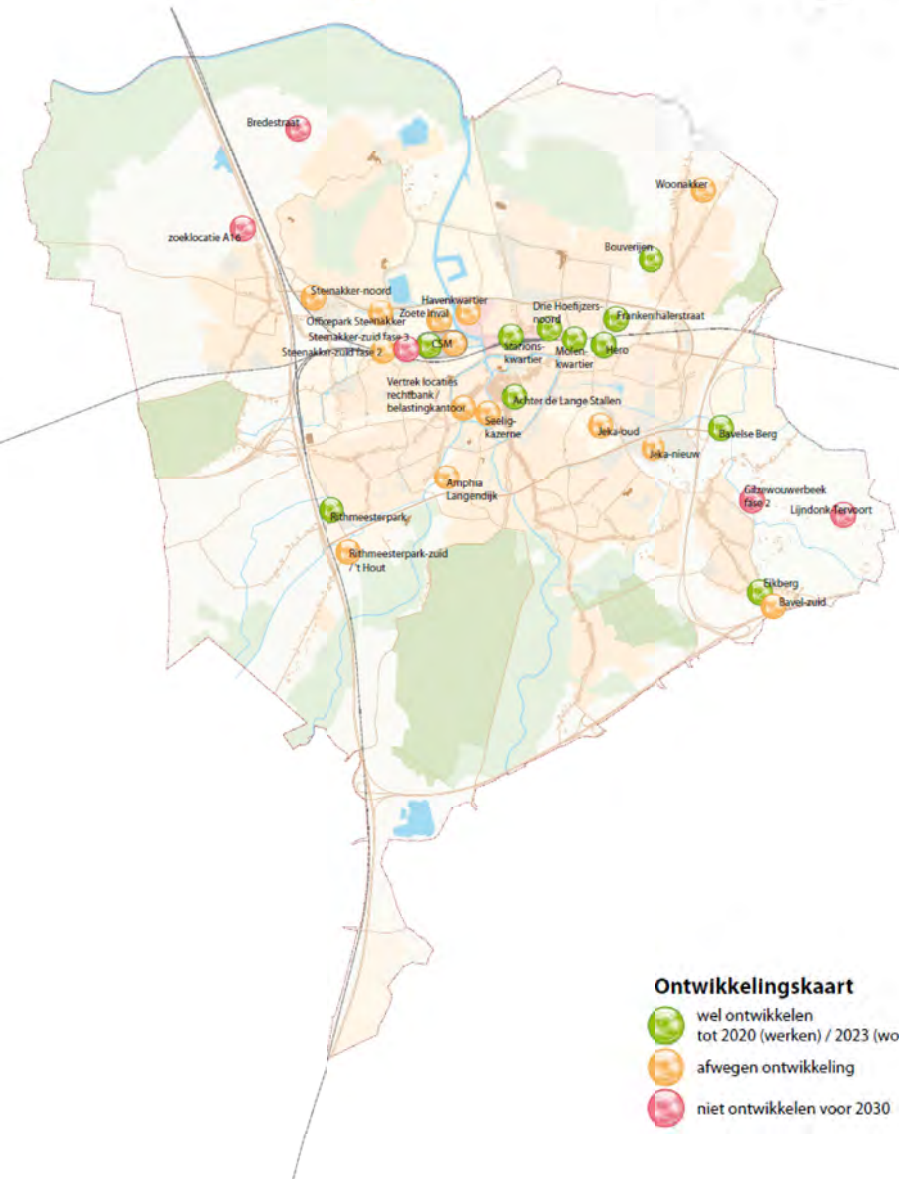 Bredestraat
Woonakker
zoeklocatie A16
Bouverijen
Steenakker-noord
Havenkwartier
Drie Hoefijzers-
noord
Officepark Steenakker
Zoete Inval
Frankenthalerstraat
Steenakker-zuid fase 3
CSM
Stations-
kwartier
Molen-
kwartier
Hero
Steenakker-zuid fase 2
Vertrek locaties
rechtbank /
belastingkantoor
Achter de Lange Stallen
Seelig-
kazerne
Jeka-oud
Bavelse Berg
Jeka-nieuw
Amphia
Langendijk
Gilzewouwerbeek
fase 2
Lijndonk-Tervoort
Rithmeesterpark
Rithmeesterpark-zuid
/ 't Hout
Eikberg
Bavel-zuid
Ontwikkelingskaart
wel ontwikkelen
tot 2020 (werken) / 2023 (wo
afwegen ontwikkeling
niet ontwikkelen voor 2030